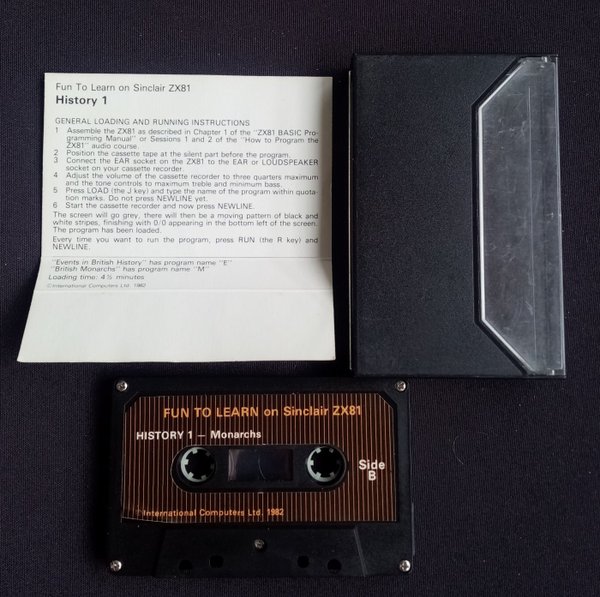 Fun To Learn on Sinclair ZX81
History 1
GENERAL LOADING AND RUNNING INSTRUCTIONS
1 Assemble the ZX81 as described in Chapter 1 of the "ZX81 BASIC Pro-
gramming Manual" or Sessions 1 and 2 of the "How to Program the
ZX81" audio course.
2 Position the cassette tape at the silent part before the program.
3 Connect the EAR socket on the ZX81 to the EAR or LOUDSPEAKER
socket on your cassette recorder.
4 Adjust the volume of the cassette recorder to three quarters maximum
and the tone controls to maximum treble and minimum bass.
5 Press LOAD (the J key) and type the name of the program within quota-
tion marks. Do not press NEWLINE yet.
6 Start the cassette recorder and now press NEWLINE.
The screen will go grey, there will then be a moving pattern of black and
white stripes, finishing with 0/0 appearing in the bottom left of the screen.
The program has been loaded.
Every time you want to run the program, press RUN (the R key) and
NEWLINE.
"Events in British History" has program name "E"
"British Monarchs" has program name "M"
Loading time: 4½ minutes
©International Computers Ltd. 1982
FUN TO LEARN on Sinclair ZX81
HISTORY 1 — Monarchs
Side
B
©International Computers Ltd. 1982